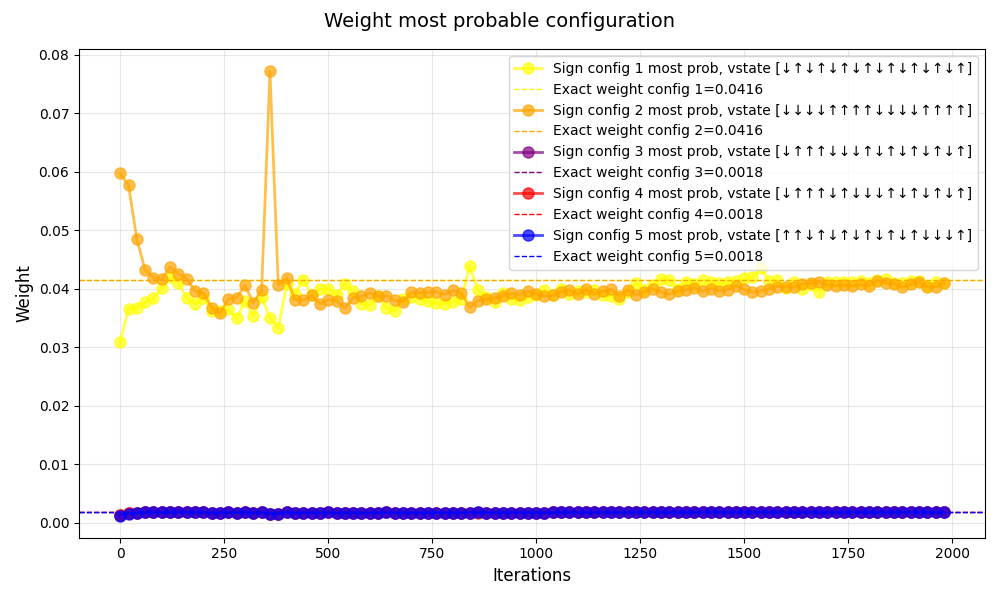 Weight most probable configuration
0.08
0.07
0.06
0.05
0.04
0.03
0.02
0.01
0.00
Weight
Sign config 1 most prob, vstate [↓↑↓↑↓↑↓↑↓↑↓↑↓↑↓↑]
Exact weight config 1=0.0416
Sign config 2 most prob, vstate [↓↓↓↓↑↑↑↑↓↓↓↓↑↑↑↑]
Exact weight config 2=0.0416
Sign config 3 most prob, vstate [↓↑↑↑↓↓↓↑↓↑↓↑↓↑↓↑]
Exact weight config 3=0.0018
Sign config 4 most prob, vstate [↓↑↑↑↓↑↓↓↓↑↓↑↓↑↓↑]
Exact weight config 4=0.0018
Sign config 5 most prob, vstate [↑↑↓↑↓↑↓↑↓↑↓↑↓↓↓↑]
Exact weight config 5=0.0018
0 250 500 750 1000 1250 1500 1750 2000
Iterations